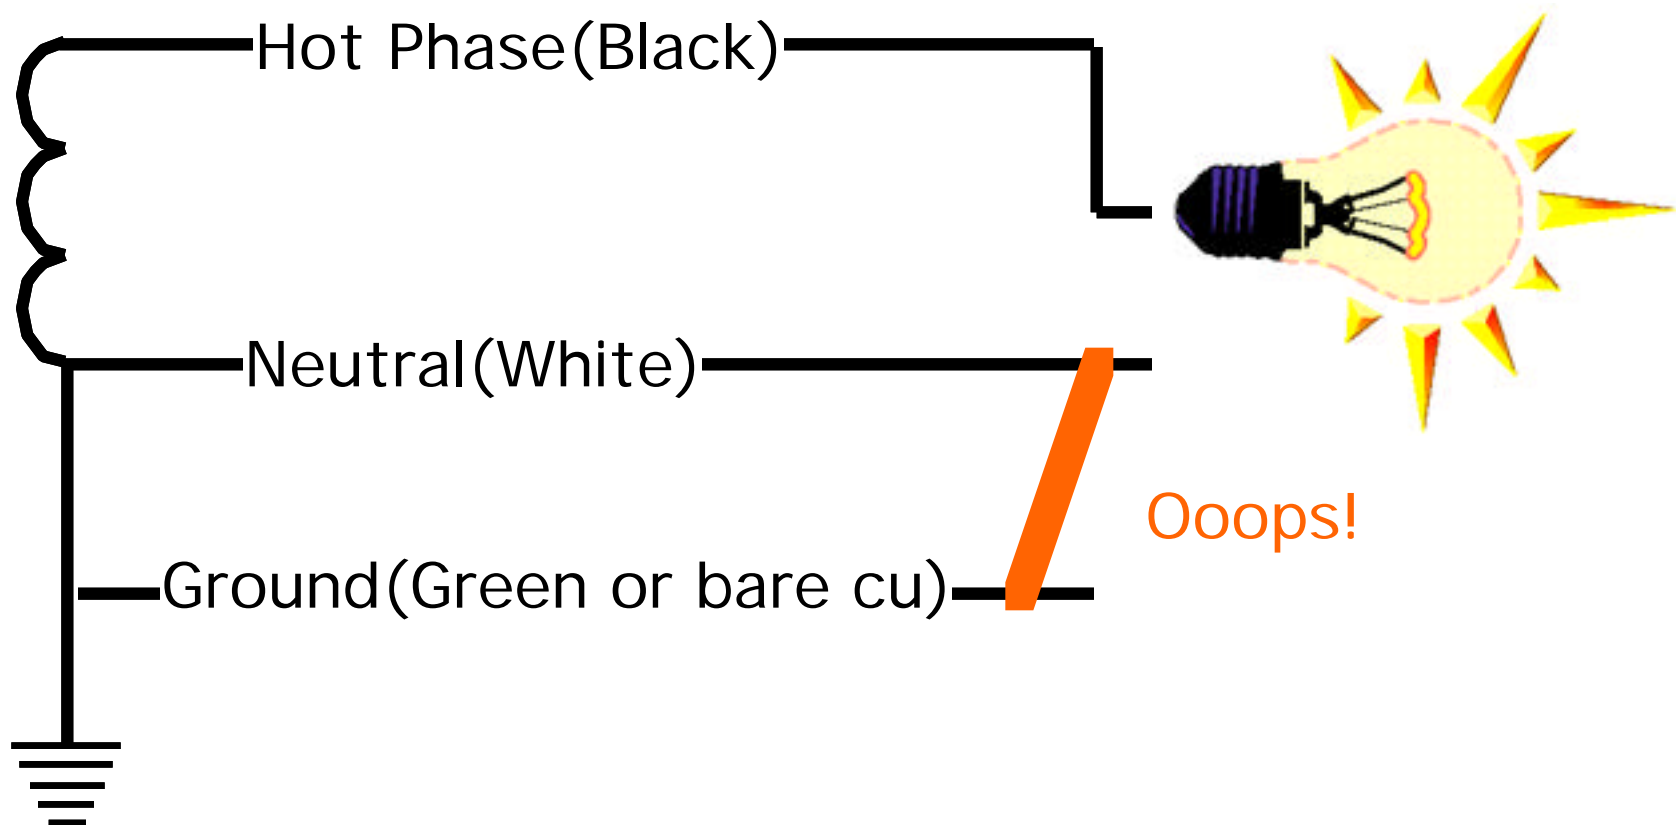 Hot Phase(Black)
Neutral(White)
Ooops!
Ground(Green or bare cu)